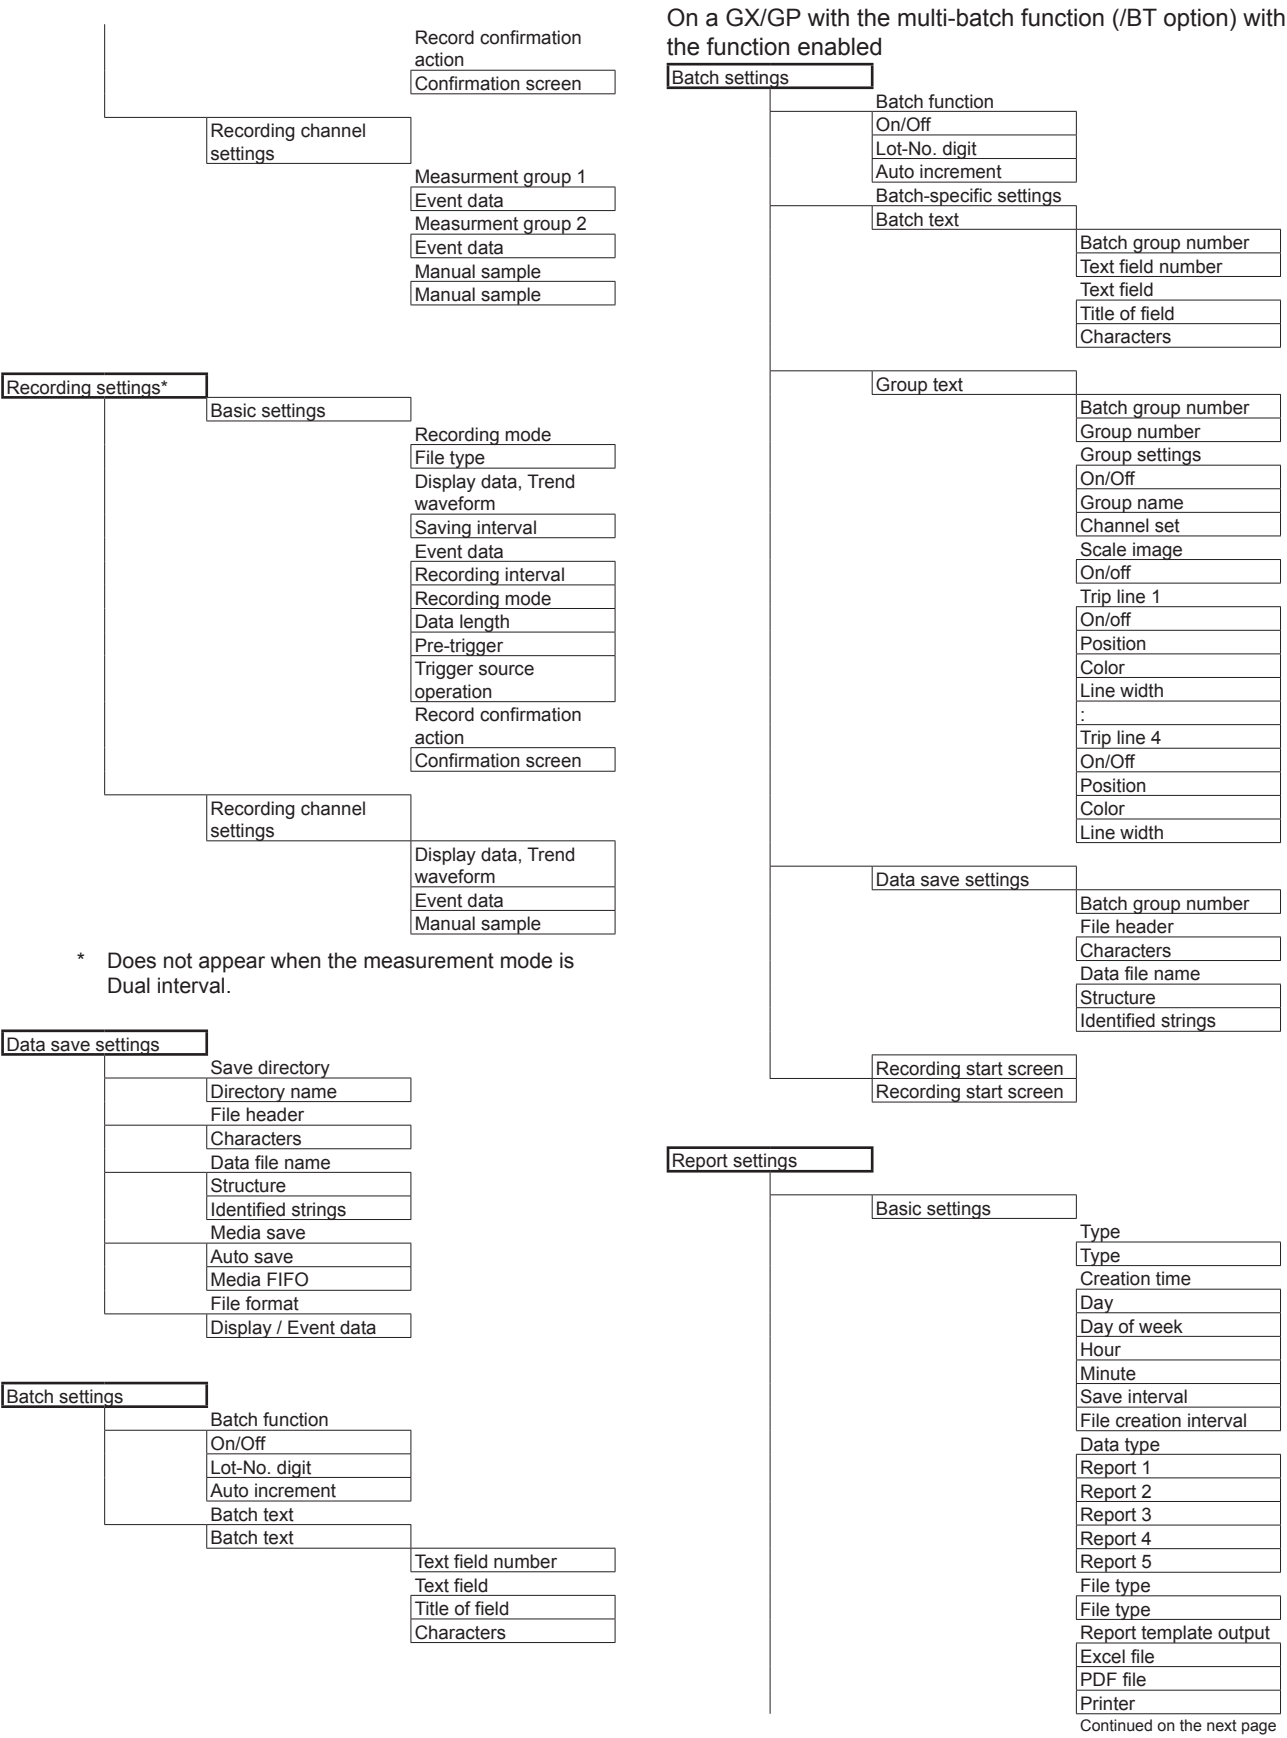 Record confirmation
action
Confirmation screen
Recording channel
settings
Measurment group 1
Event data
Measurment group 2
Event data
Manual sample
Manual sample
Recording settings*
Basic settings
Recording mode
File type
Display data, Trend
waveform
Saving interval
Event data
Recording interval
Recording mode
Data length
Pre-trigger
Trigger source
operation
Record confirmation
action
Confirmation screen
Recording channel
settings
Display data, Trend
waveform
Event data
Manual sample
* Does not appear when the measurement mode is
Dual interval.
Data save settings
Save directory
Directory name
File header
Characters
Data file name
Structure
Identified strings
Media save
Auto save
Media FIFO
File format
Display / Event data
Batch settings
Batch function
On/Off
Lot-No. digit
Auto increment
Batch text
Batch text
Text field number
Text field
Title of field
Characters
On a GX/GP with the multi-batch function (/BT option) with
the function enabled
Batch settings
Batch function
On/Off
Lot-No. digit
Auto increment
Batch-specific settings
Batch text
Batch group number
Text field number
Text field
Title of field
Characters
Group text
Batch group number
Group number
Group settings
On/Off
Group name
Channel set
Scale image
On/off
Trip line 1
On/off
Position
Color
Line width
:
Trip line 4
On/Off
Position
Color
Line width
Data save settings
Batch group number
File header
Characters
Data file name
Structure
Identified strings
Recording start screen
Recording start screen
Report settings
Basic settings
Type
Type
Creation time
Day
Day of week
Hour
Minute
Save interval
File creation interval
Data type
Report 1
Report 2
Report 3
Report 4
Report 5
File type
File type
Report template output
Excel file
PDF file
Printer
Continued on the next page